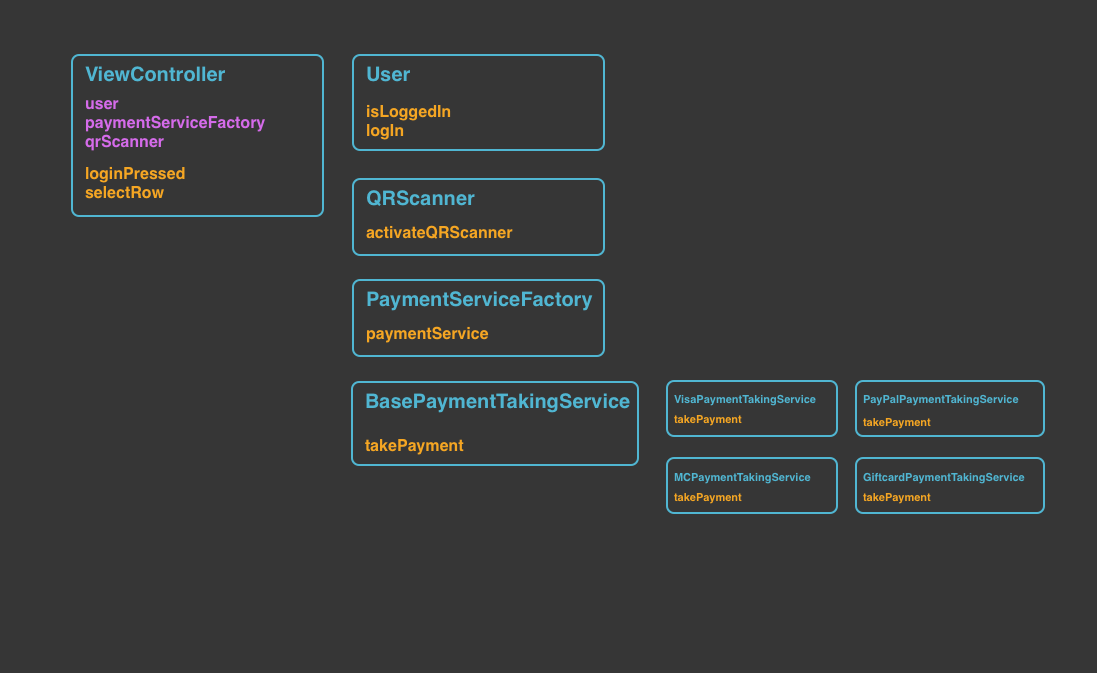 ViewController
user
paymentServiceFactory
qrScanner
loginPressed
selectRow
User
isLoggedIn
logIn
QRScanner
activateQRScanner
PaymentServiceFactory
paymentService
BasePaymentTakingService
takePayment
VisaPaymentTakingService
takePayment
PayPalPaymentTakingService
takePayment
MCPaymentTakingService
takePayment
GiftcardPaymentTakingService
takePayment